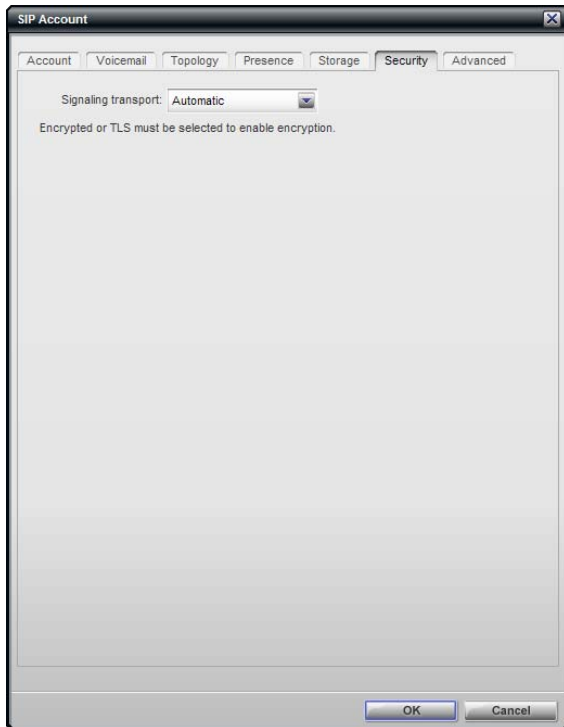 SIP Account
Account Voicemail Topology Presence Storage Security Advanced
Signaling transport: Automatic
Encrypted or TLS must be selected to enable encryption.
OK Cancel